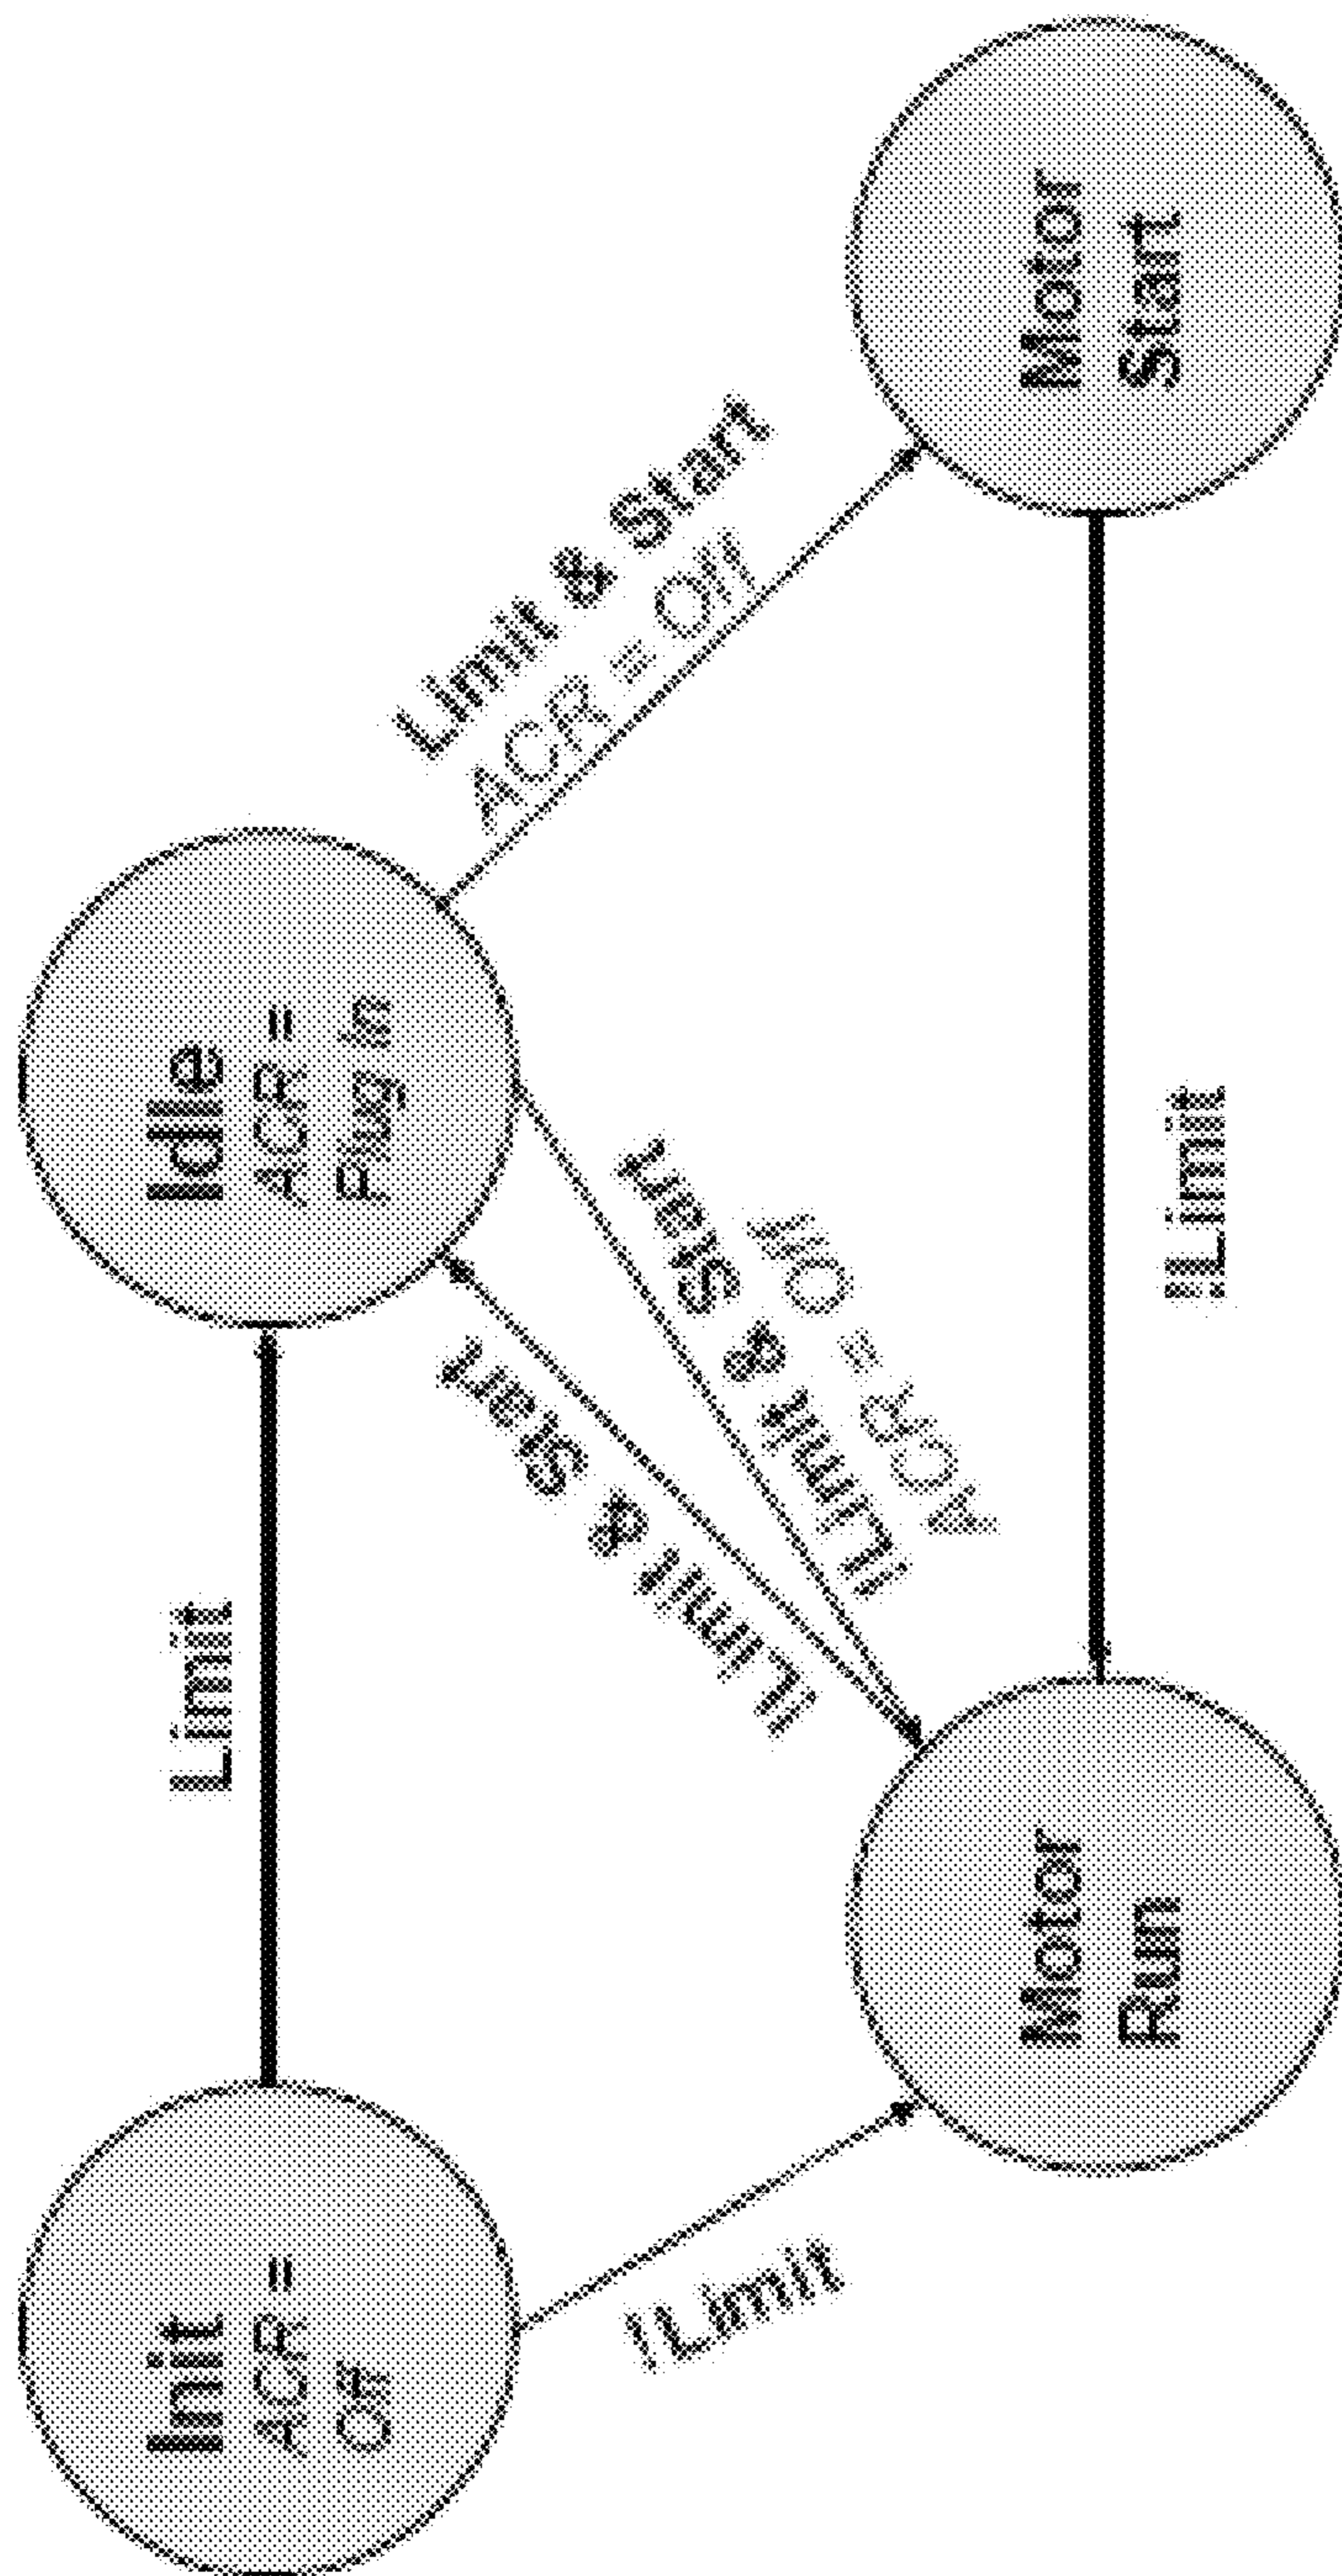 Init
ACR =
Off
Limit
Idle
ACR =
Plug in
Limit & Start
ACR = Off
!Limit & Start
!Limit & Start
ACR = Off
!Limit
Motor
Run
!Limit
Motor
Start